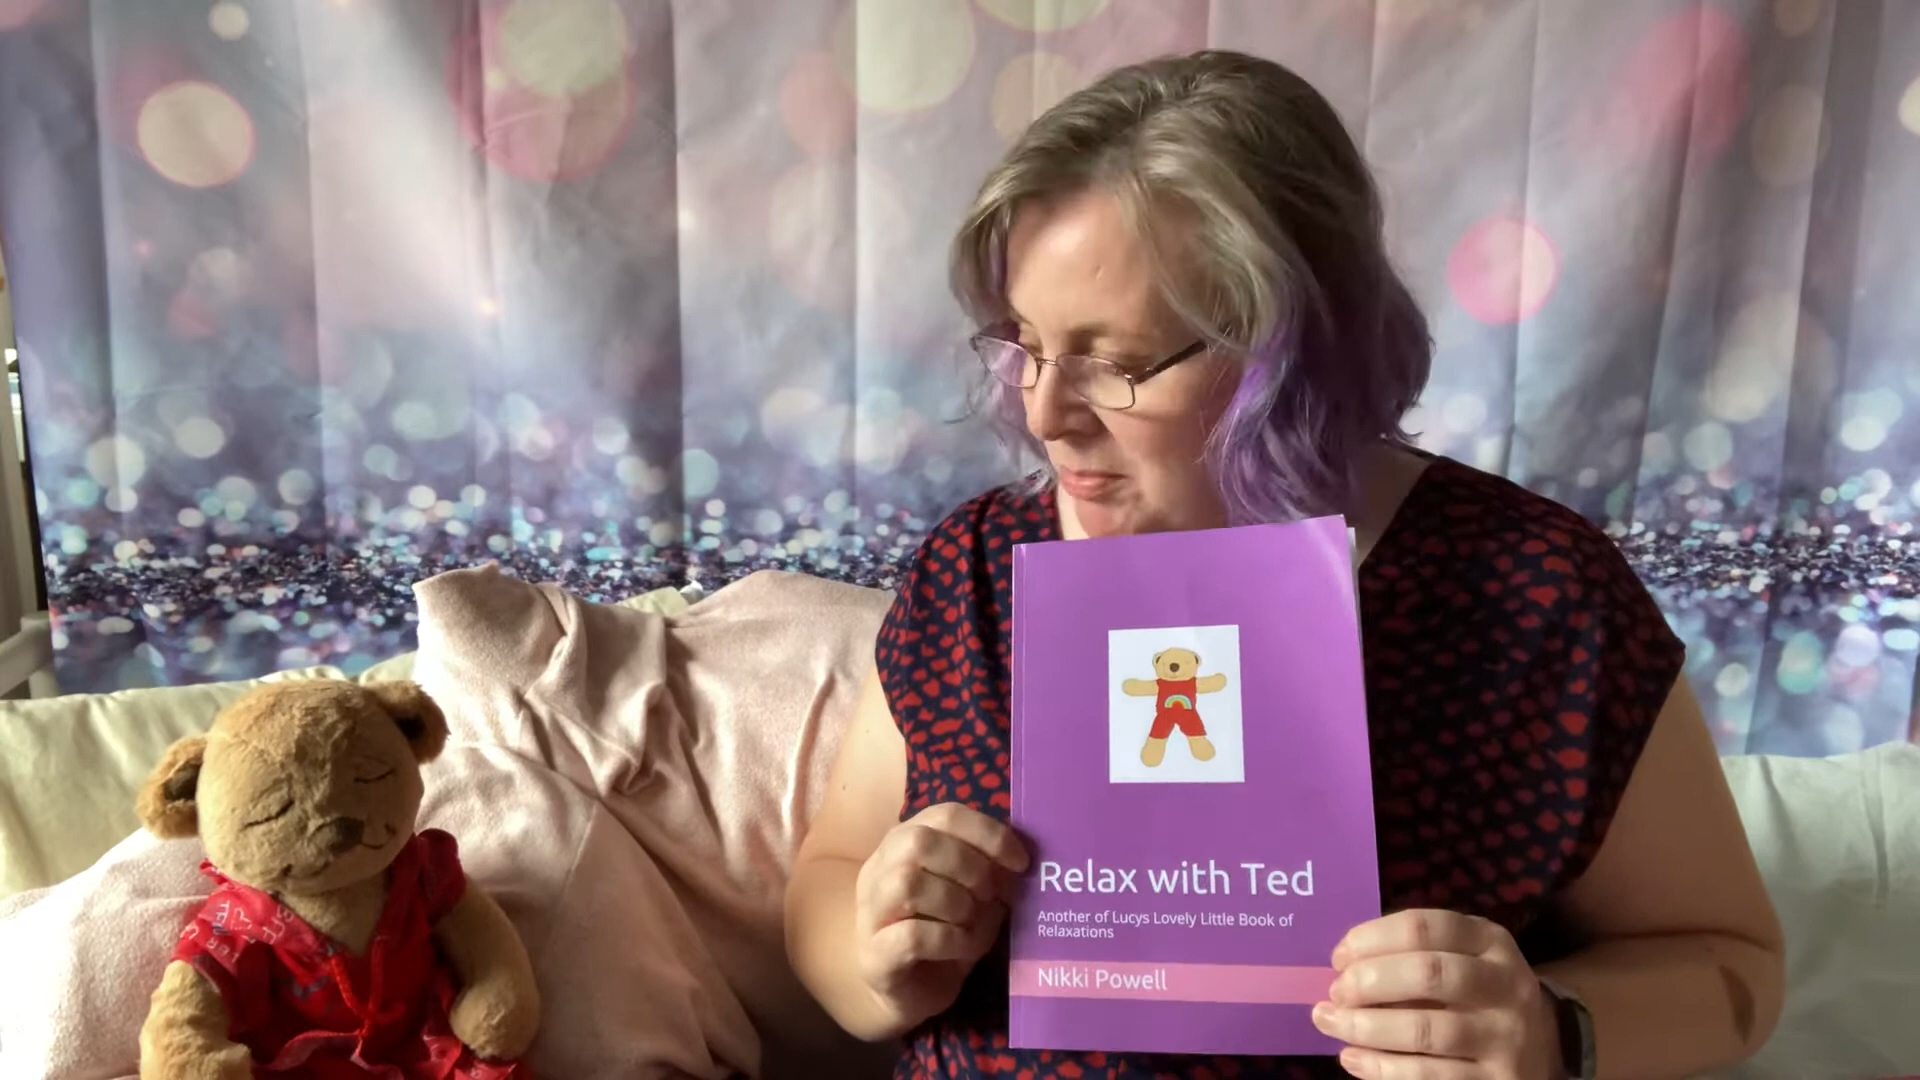 Relax with Ted
Another of Lucys Lovely Little Book of
Relaxations
Nikki Powell